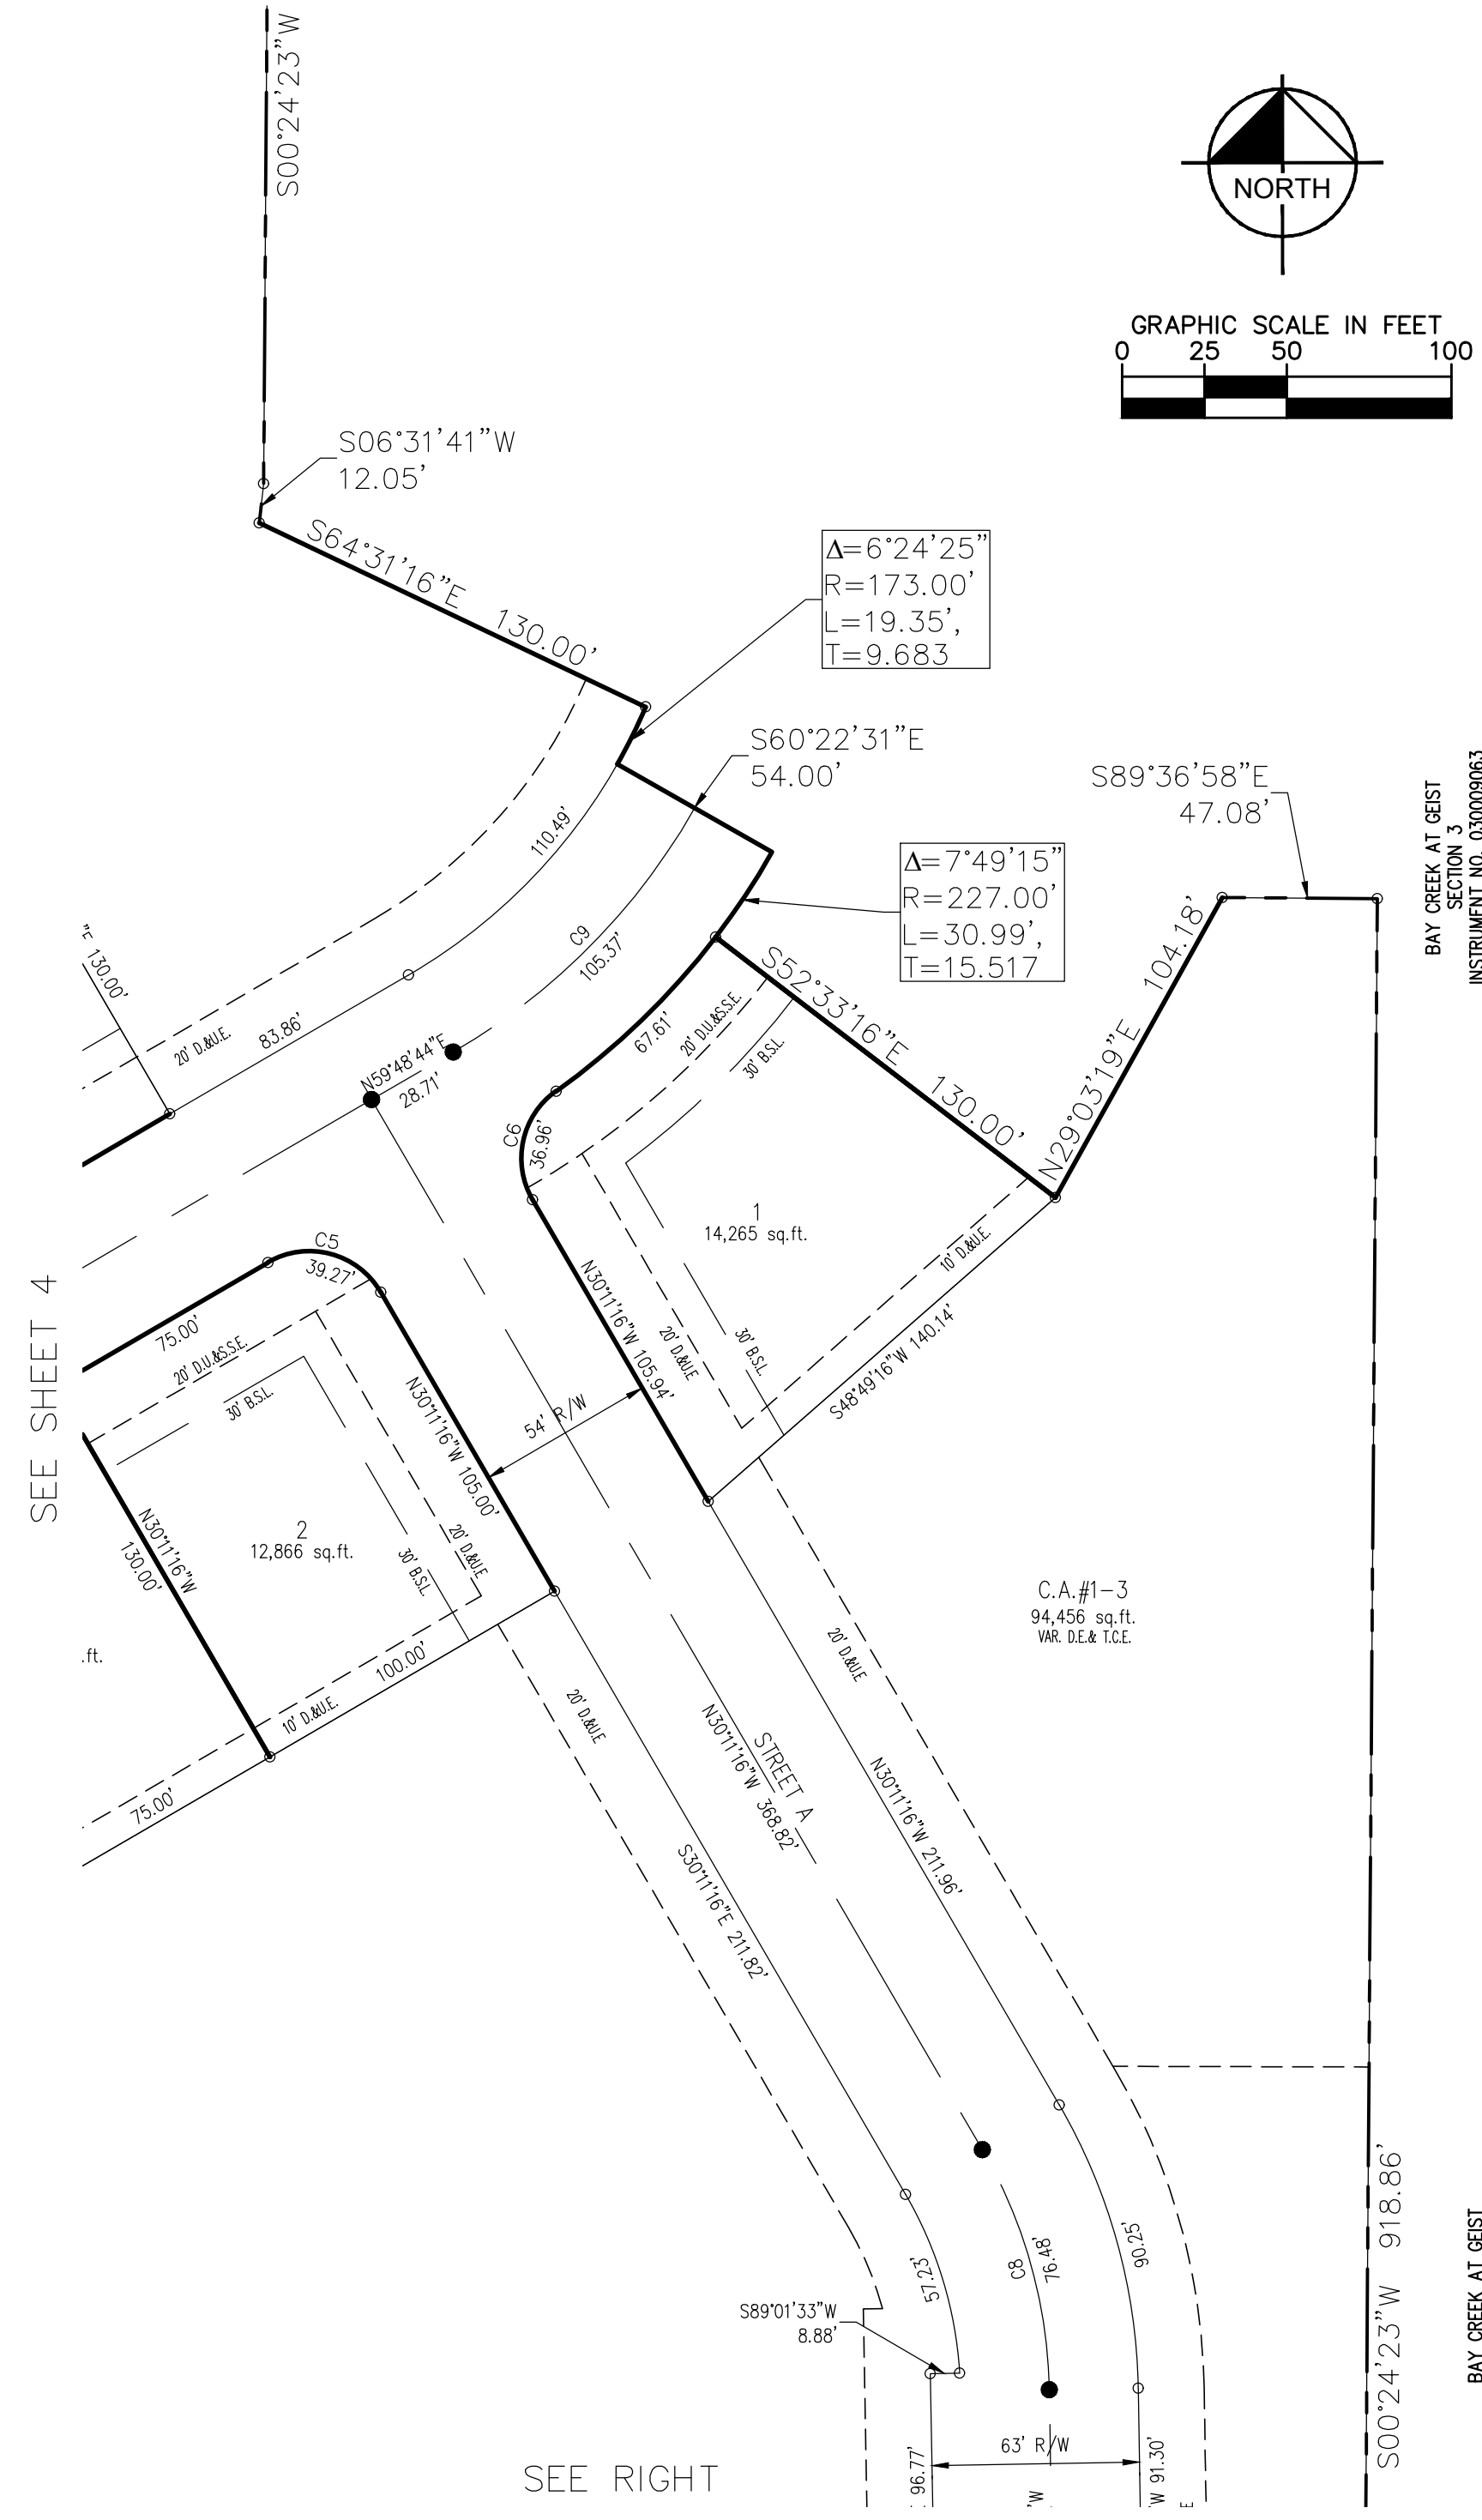 S00°24'23"W
NORTH
GRAPHIC SCALE IN FEET
0 25 50 100
S06°31'41"W
12.05'
S64°31'16"E 130.00'
Δ=6°24'25"
R=173.00'
L=19.35',
T=9.683
S60°22'31"E
54.00'
S89°36'58"E
47.08'
BAY CREEK AT GEIST
SECTION 3
INSTRUMENT NO. 030009063
110.49'
Δ=7°49'15"
R=227.00'
L=30.99',
T=15.517
C9
105.37'
"E 130.00'
S52°33'16"E 130.00'
N29°03'19"E 104.18'
20' D.&U.E.
83.86'
67.61'
20' D.U.&S.S.E.
30' B.S.L.
N59°48'44"E
28.71'
C6
36.96'
1
14,265 sq.ft.
10' D.&U.E.
C5
39.27'
N30°11'16"W 105.94'
20' D.&U.E
30' B.S.L.
S48°49'16"W 140.14'
SEE SHEET 4
75.00'
20' D.U.&S.S.E.
30' B.S.L.
N30°11'16"W 105.00'
54' R/W
2
12,866 sq.ft.
N30°11'16"W
130.00'
30' B.S.L.
20' D.&U.E
C.A.#1-3
94,456 sq.ft.
VAR. D.E.& T.C.E.
.ft.
100.00'
10' D.&U.E.
75.00'
20' D.&U.E
20' D.&U.E
STREET A
N30°11'16"W 368.82'
N30°11'16"W 211.96'
S30°11'16"E 211.82'
S00°24'23"W 918.86'
57.23'
C8
76.48'
90.25'
S89°01'33"W
8.88'
BAY CREEK AT GEIST
63' R/W
SEE RIGHT
E 96.77'
"W
"W 91.30'
E